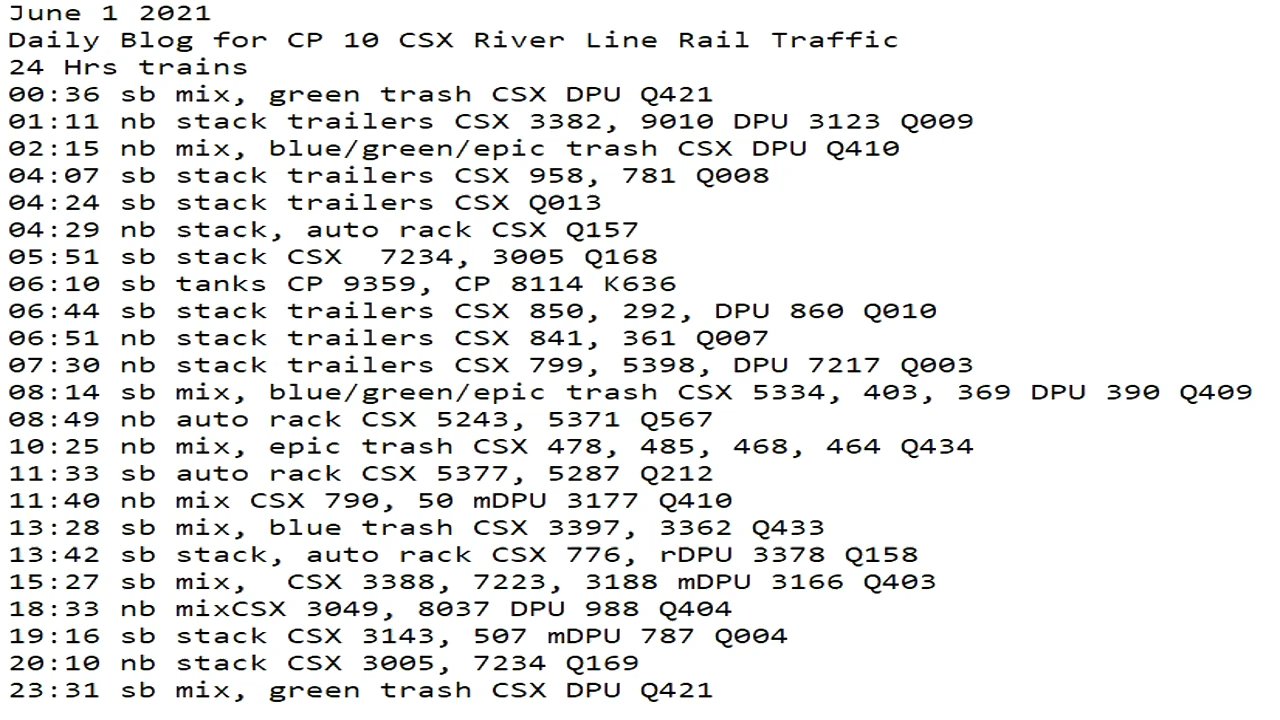 June 1 2021
Daily Blog for CP 10 CSX River Line Rail Traffic
24 Hrs trains
00:36 sb mix, green trash CSX DPU Q421
01:11 nb stack trailers CSX 3382, 9010 DPU 3123 Q009
02:15 nb mix, blue/green/epic trash CSX DPU Q410
04:07 sb stack trailers CSX 958, 781 Q008
04:24 sb stack trailers CSX Q013
04:29 nb stack, auto rack CSX Q157
05:51 sb stack CSX  7234, 3005 Q168
06:10 sb tanks CP 9359, CP 8114 K636
06:44 sb stack trailers CSX 850, 292, DPU 860 Q010
06:51 nb stack trailers CSX 841, 361 Q007
07:30 nb stack trailers CSX 799, 5398, DPU 7217 Q003
08:14 sb mix, blue/green/epic trash CSX 5334, 403, 369 DPU 390 Q409
08:49 nb auto rack CSX 5243, 5371 Q567
10:25 nb mix, epic trash CSX 478, 485, 468, 464 Q434
11:33 sb auto rack CSX 5377, 5287 Q212
11:40 nb mix CSX 790, 50 mDPU 3177 Q410
13:28 sb mix, blue trash CSX 3397, 3362 Q433
13:42 sb stack, auto rack CSX 776, rDPU 3378 Q158
15:27 sb mix,  CSX 3388, 7223, 3188 mDPU 3166 Q403
18:33 nb mixCSX 3049, 8037 DPU 988 Q404
19:16 sb stack CSX 3143, 507 mDPU 787 Q004
20:10 nb stack CSX 3005, 7234 Q169
23:31 sb mix, green trash CSX DPU Q421